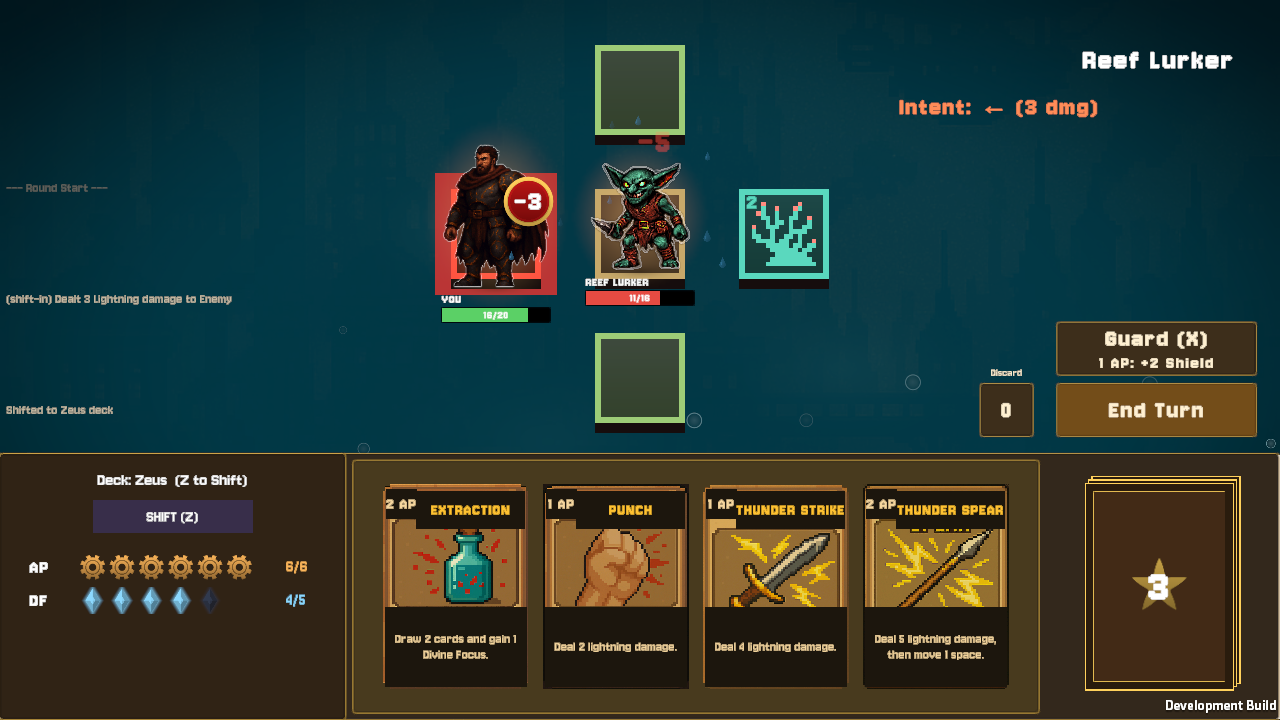 Reef Lurker
Intent: ← (3 dmg)
-5
--- Round Start ---
-3
2
REEF LURKER
11/18
YOU
16/20
(shift-in) Dealt 3 Lightning damage to Enemy
Shifted to Zeus deck
Guard (X)
1 AP: +2 Shield
Discard
0
End Turn
Deck: Zeus (Z to Shift)
SHIFT (Z)
AP
6/6
DF
4/5
2 AP
EXTRACTION
Draw 2 cards and gain 1
Divine Focus.
1 AP
PUNCH
Deal 2 lightning damage.
1 AP
THUNDER STRIKE
Deal 4 lightning damage.
2 AP
THUNDER SPEAR
Deal 5 lightning damage,
then move 1 space.
3
Development Build